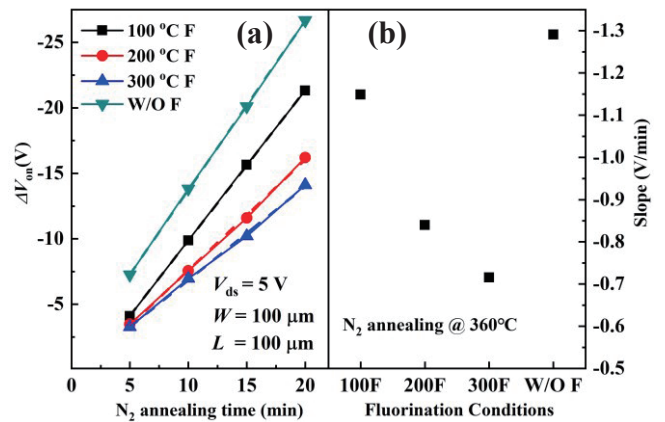 (a)
100 °C F
200 °C F
300 °C F
W/O F
ΔVon(V)
-25
-20
-15
-10
-5
Vds = 5 V
W = 100 μm
L = 100 μm
0 5 10 15 20
N2 annealing time (min)
(b)
-1.3
-1.2
-1.1
-1.0
-0.9
-0.8
-0.7
-0.6
-0.5
Slope (V/min)
N2 annealing @ 360℃
100F 200F 300F W/O F
Fluorination Conditions